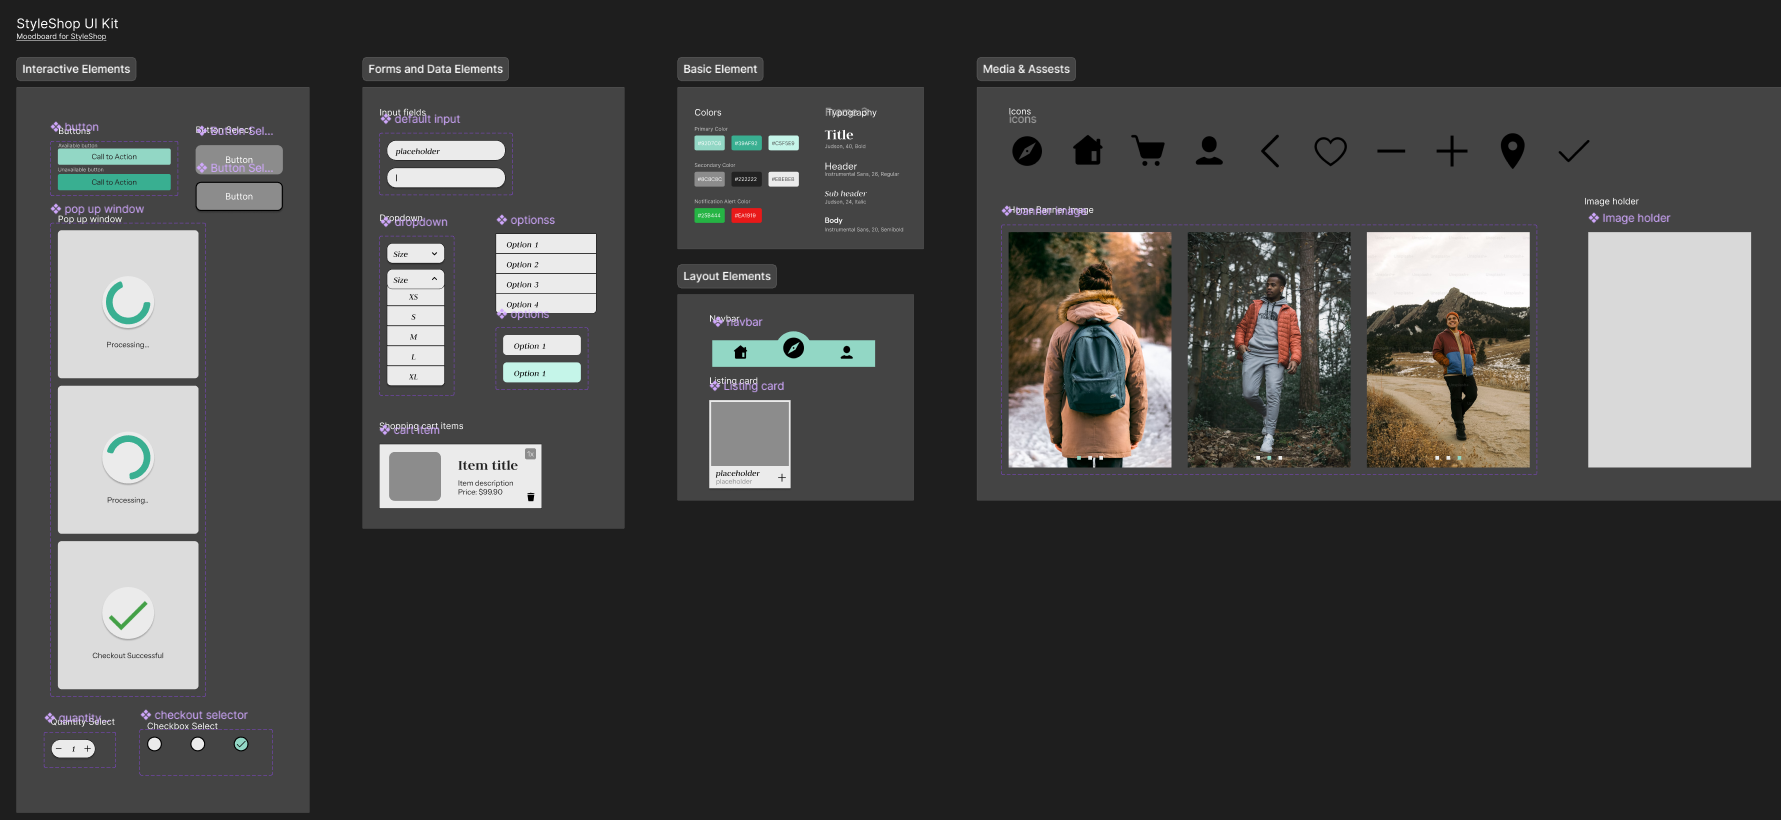 StyleShop UI Kit
Moodboard for StyleShop
Interactive Elements
button
Buttons
Available button
Call to Action
Unavailable button
Call to Action
Button Select
Button Sel...
Button
Button Sel...
Button
pop up window
Pop up window
Processing...
Processing..
Checkout Successful
quantity
Quantity Select
1
checkout selector
Checkbox Select
Forms and Data Elements
Input fields
default input
placeholder
Dropdown
dropdown
Size
Size
XS
S
M
L
XL
optionss
Option 1
Option 2
Option 3
Option 4
options
Option 1
Option 1
Shopping cart items
cart-item
Item title
Item description
Price: $99.90
1x
Basic Element
Colors
Primary Color
#39AF92
#C5F5E9
Secondary Color
#8C8C8C
#222222
#EBEBEB
Notification Alert Color
#25B444
#EA1919
Typography
Title
Judson, 40, Bold
Header
Instrumental Sans, 26, Regular
Sub header
Judson, 24, Italic
Body
Instrumental Sans, 20, Semibold
Layout Elements
Navbar
navbar
Listing card
Listing card
placeholder
placeholder
Media & Assests
Icons
icons
Home Banner Image
banner image
Image holder
Image holder